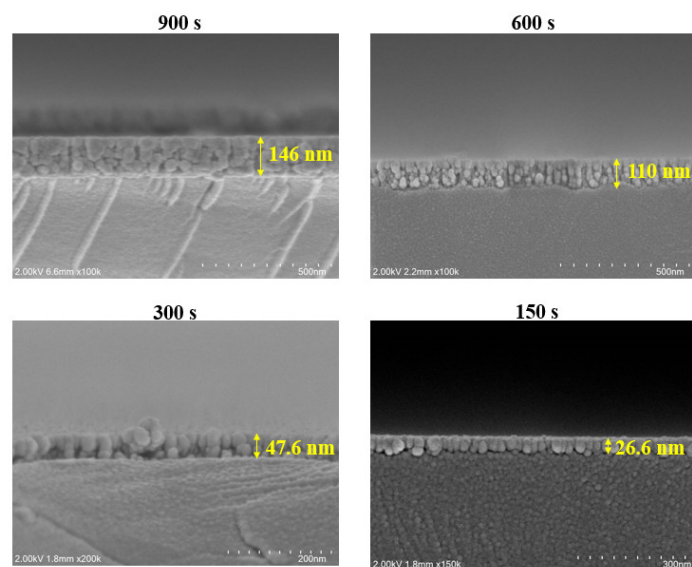 900 s
600 s
146 nm
110 nm
2.00kV 6.6mm x100k
500nm
2.00kV 2.2mm x100k
500nm
300 s
150 s
47.6 nm
26.6 nm
2.00kV 1.8mm x200k
200nm
2.00kV 1.8mm x150k
300nm